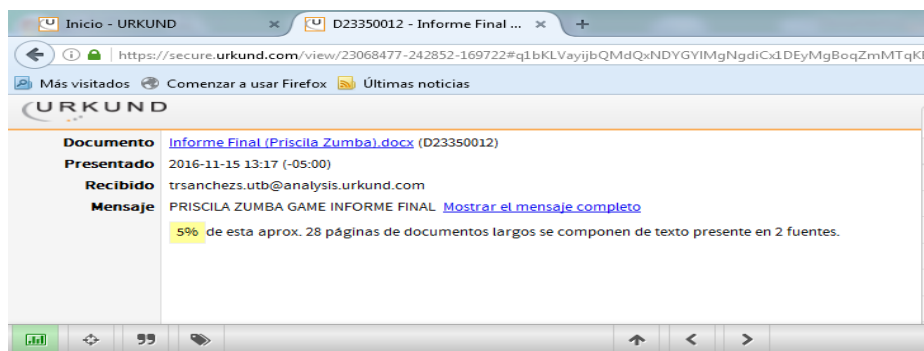 Inicio - URKUND
D23350012 - Informe Final ...
https://secure.urkund.com/view/23068477-242852-169722#
Más visitados Comenzar a usar Firefox Últimas noticias
URKUND
Documento Informe Final (Priscila Zumba).docx (D23350012)
Presentado 2016-11-15 13:17 (-05:00)
Recibido trsanchezs.utb@analysis.urkund.com
Mensaje PRISCILA ZUMBA GAME INFORME FINAL Mostrar el mensaje completo
5% de esta aprox. 28 páginas de documentos largos se componen de texto presente en 2 fuentes.